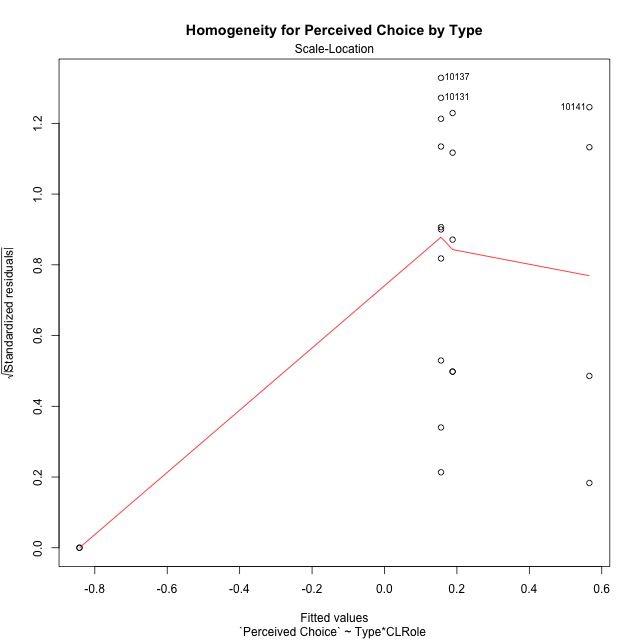 Homogeneity for Perceived Choice by Type
Scale-Location
10137
10131
10141
1.2
1.0
0.8
0.6
0.4
0.2
0.0
√|Standardized residuals|
-0.8 -0.6 -0.4 -0.2 0.0 0.2 0.4 0.6
Fitted values
`Perceived Choice` ~ Type*CLRole